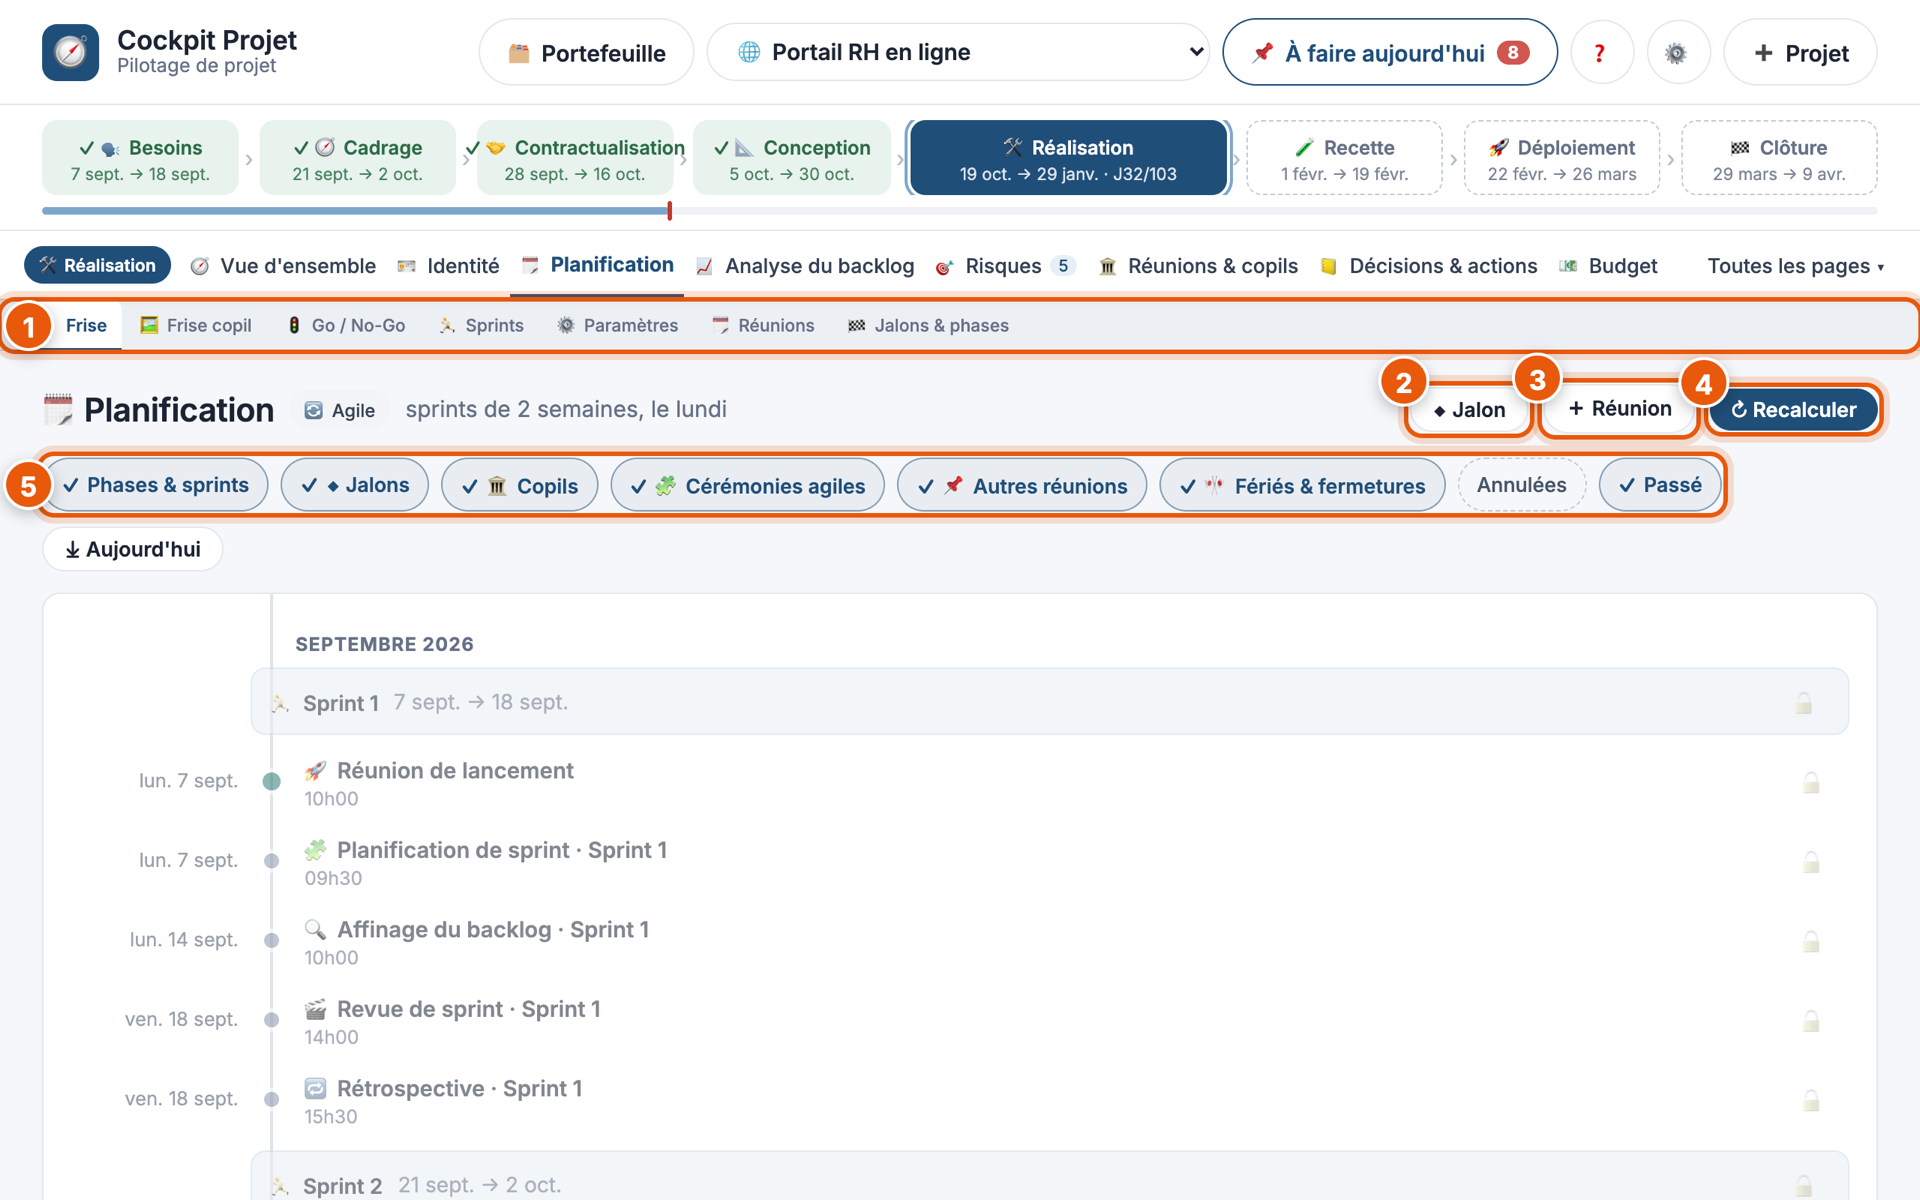 Cockpit Projet
Pilotage de projet
Portefeuille
Portail RH en ligne
À faire aujourd'hui 8
?
+ Projet
✓ Besoins
7 sept. → 18 sept.
✓ Cadrage
21 sept. → 2 oct.
✓ Contractualisation
28 sept. → 16 oct.
✓ Conception
5 oct. → 30 oct.
Réalisation
19 oct. → 29 janv. · J32/103
Recette
1 févr. → 19 févr.
Déploiement
22 févr. → 26 mars
Clôture
29 mars → 9 avr.
Réalisation
Vue d'ensemble
Identité
Planification
Analyse du backlog
Risques 5
Réunions & copils
Décisions & actions
Budget
Toutes les pages ▾
1
Frise
Frise copil
Go / No-Go
Sprints
Paramètres
Réunions
Jalons & phases
Planification
Agile
sprints de 2 semaines, le lundi
2
◆ Jalon
3
+ Réunion
4
↻ Recalculer
5
✓ Phases & sprints
✓ ◆ Jalons
✓ Copils
✓ Cérémonies agiles
✓ Autres réunions
✓ Fériés & fermetures
Annulées
✓ Passé
↓ Aujourd'hui
SEPTEMBRE 2026
Sprint 1 7 sept. → 18 sept.
lun. 7 sept.
Réunion de lancement
10h00
lun. 7 sept.
Planification de sprint · Sprint 1
09h30
lun. 14 sept.
Affinage du backlog · Sprint 1
10h00
ven. 18 sept.
Revue de sprint · Sprint 1
14h00
ven. 18 sept.
Rétrospective · Sprint 1
15h30
Sprint 2 21 sept. → 2 oct.